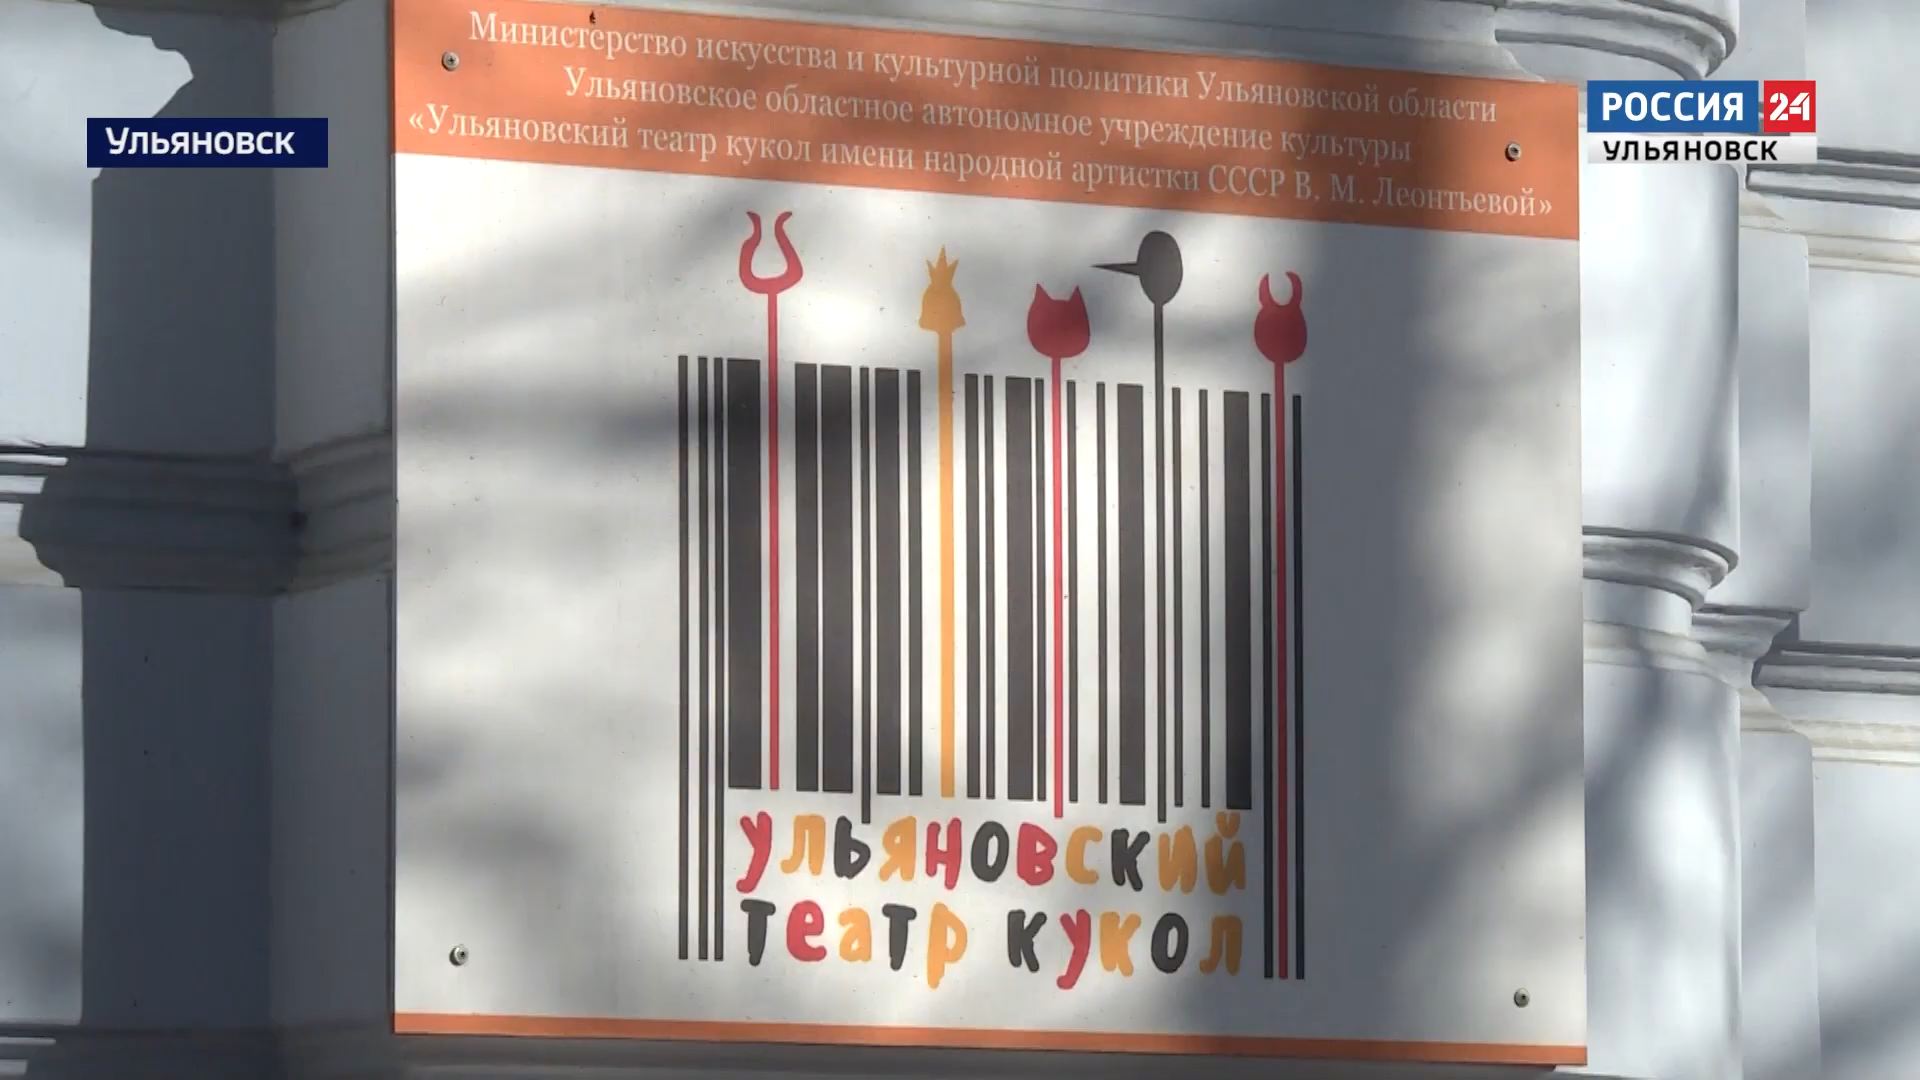 Министерство искусства и культурной политики Ульяновской области
Ульяновское областное автономное учреждение культуры
«Ульяновский театр кукол имени народной артистки СССР В. М. Леонтьевой»
УЛЬЯНОВСК
РОССИЯ 24
УЛЬЯНОВСК
ульяновский
театр кукол